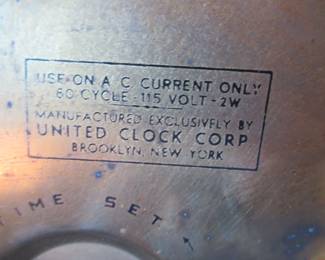 USE ON A C CURRENT ONLY
60 CYCLE - 115 VOLT - 2W
MANUFACTURED EXCLUSIVELY BY
UNITED CLOCK CORP
BROOKLYN, NEW YORK
TIME SET